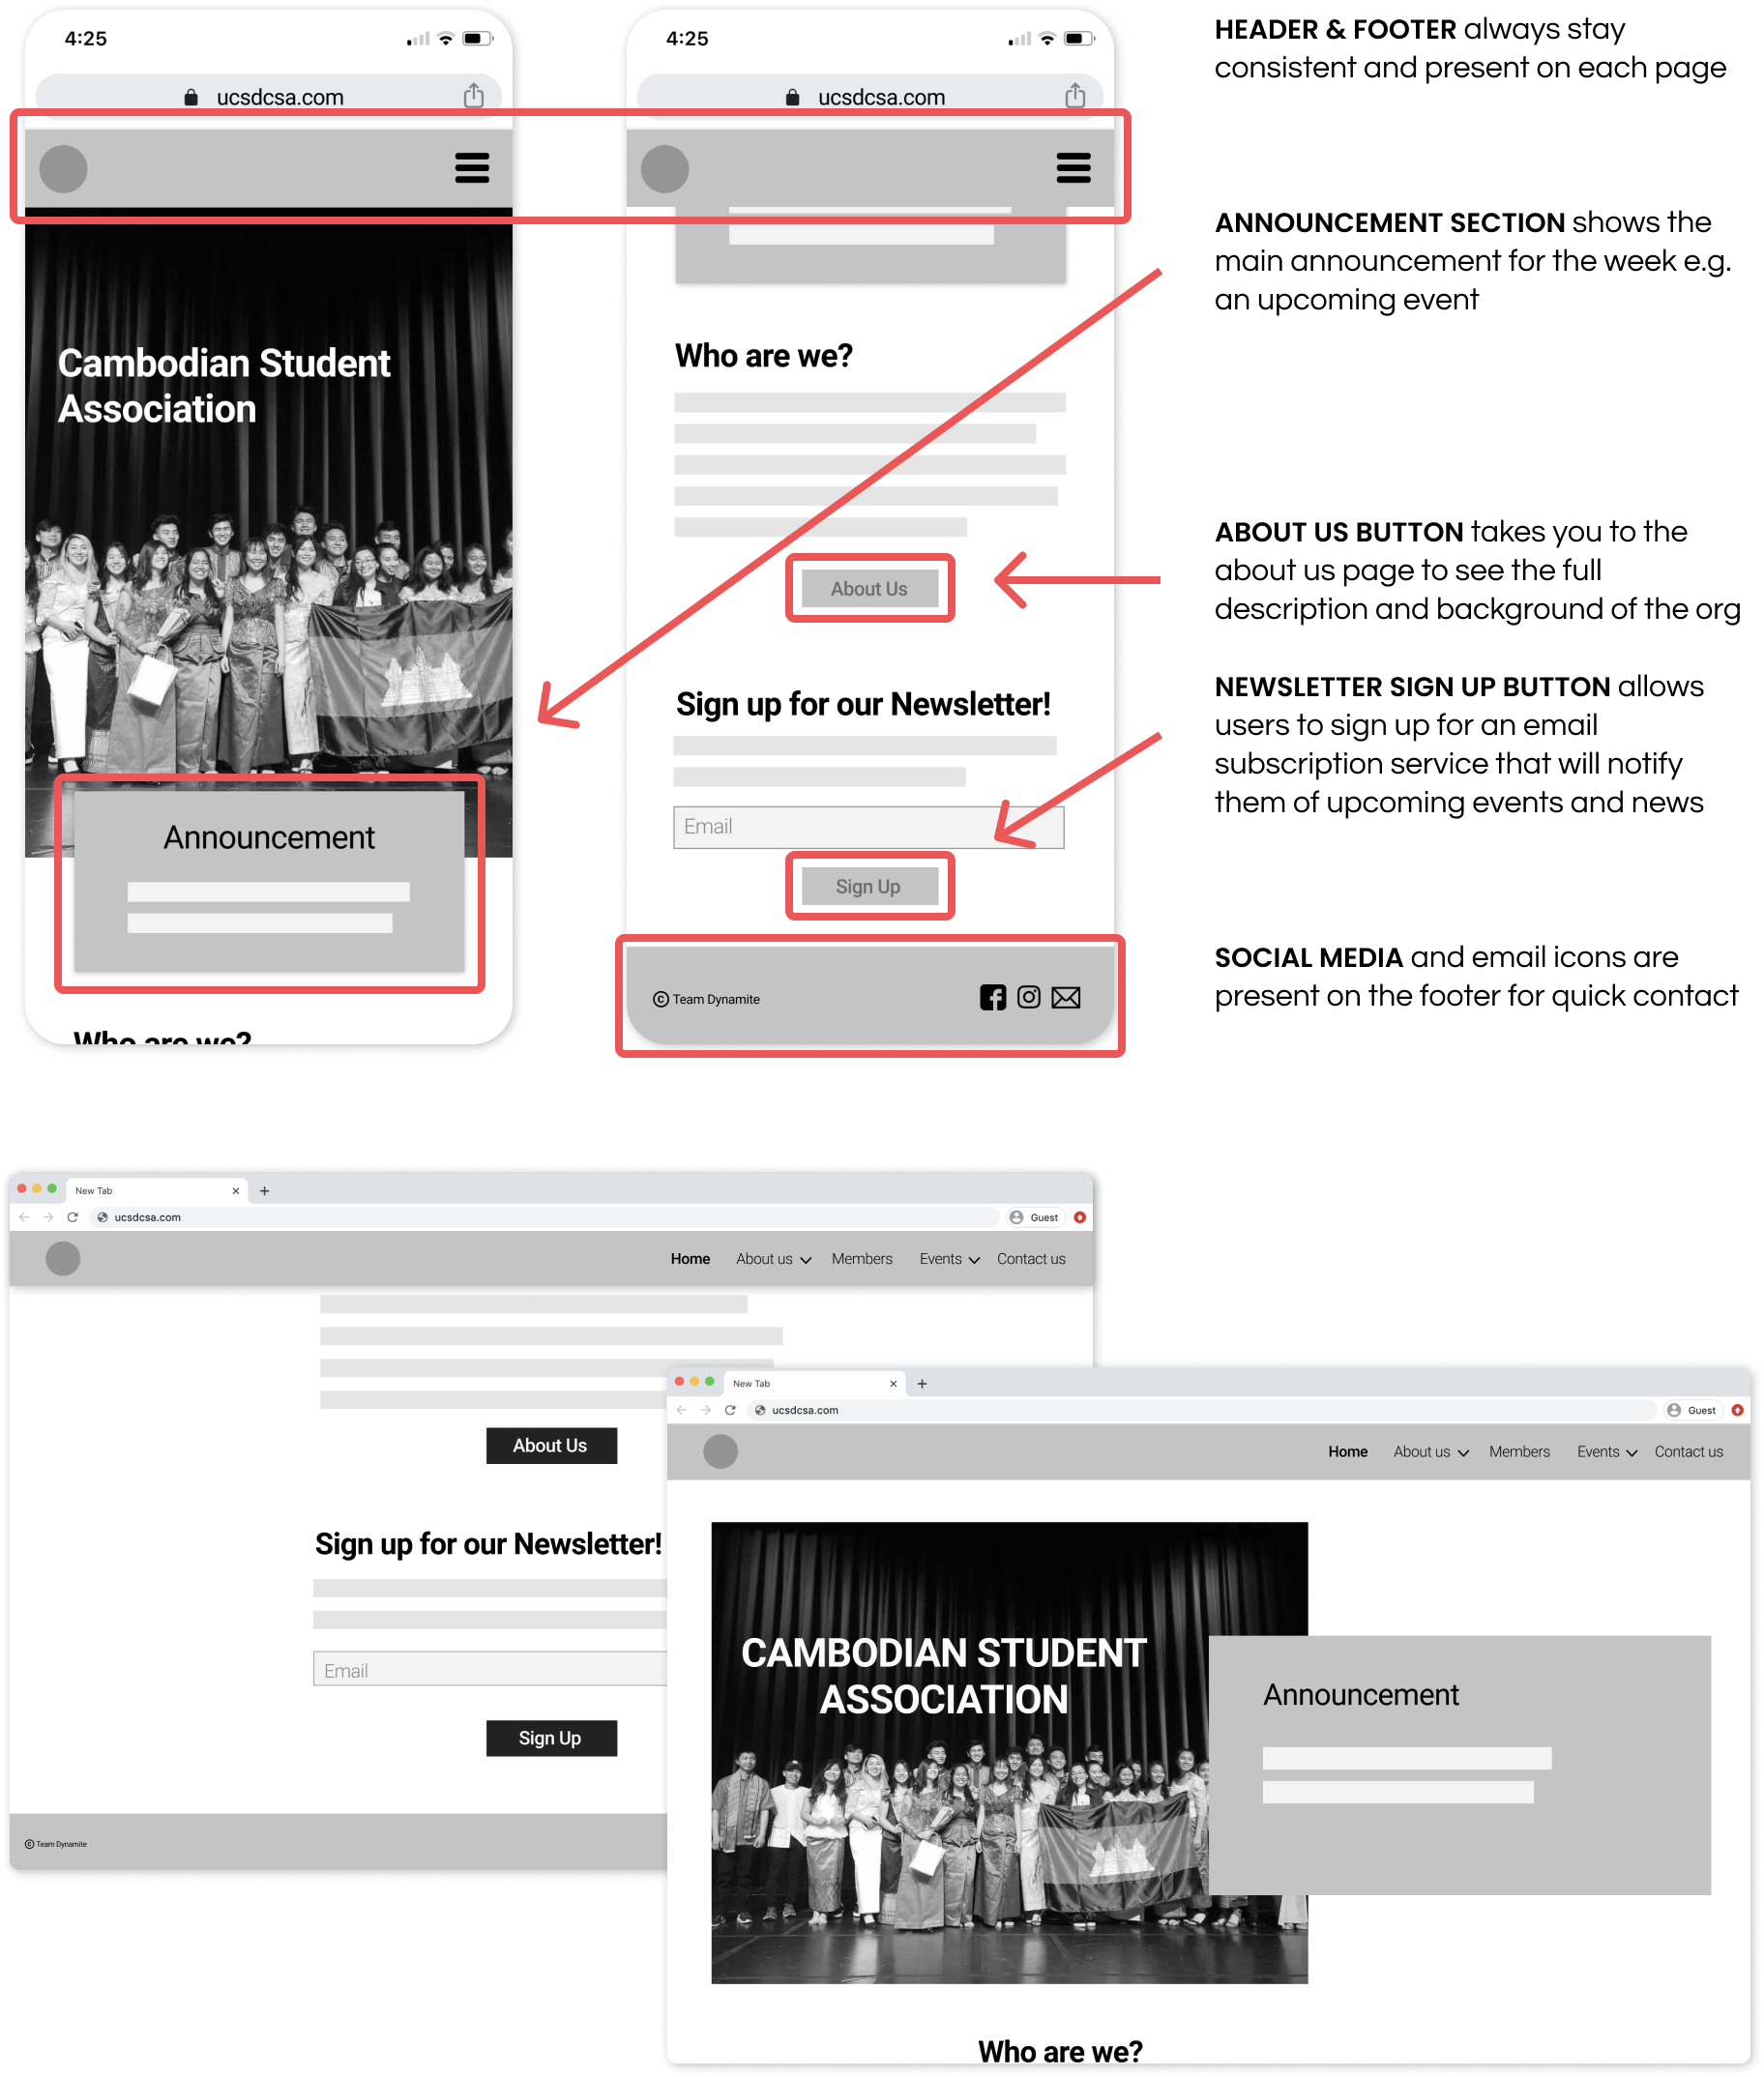 4:25
ucsdcsa.com
Cambodian Student
Association
Announcement
Who are we?
4:25
ucsdcsa.com
Who are we?
About Us
Sign up for our Newsletter!
Email
Sign Up
© Team Dynamite
HEADER & FOOTER always stay
consistent and present on each page
ANNOUNCEMENT SECTION shows the
main announcement for the week e.g.
an upcoming event
ABOUT US BUTTON takes you to the
about us page to see the full
description and background of the org
NEWSLETTER SIGN UP BUTTON allows
users to sign up for an email
subscription service that will notify
them of upcoming events and news
SOCIAL MEDIA and email icons are
present on the footer for quick contact
New Tab
ucsdcsa.com
Guest
Home About us Members Events Contact us
About Us
Sign up for our Newsletter!
Email
Sign Up
© Team Dynamite
New Tab
ucsdcsa.com
Guest
Home About us Members Events Contact us
CAMBODIAN STUDENT
ASSOCIATION
Announcement
Who are we?